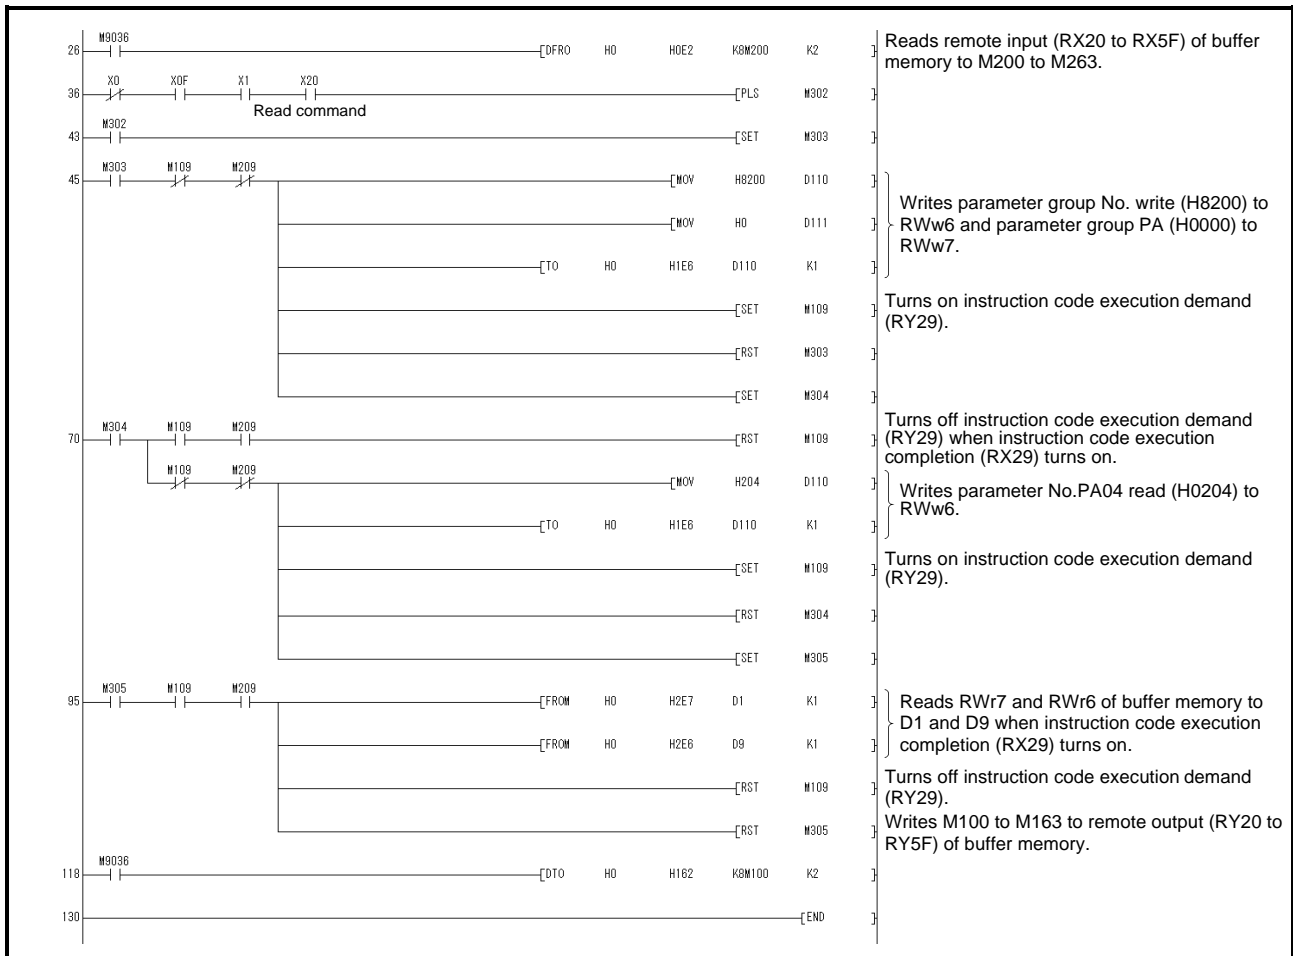 M9036
26 [DFRO H0 H0E2 K8M200 K2 ]
Reads remote input (RX20 to RX5F) of buffer
memory to M200 to M263.
X0 X0F X1 X20
36 [PLS M302 ]
Read command
M302
43 [SET M303 ]
M303 M109 M209
45 [MOV H8200 D110 ]
[MOV H0 D111 ]
Writes parameter group No. write (H8200) to
RWw6 and parameter group PA (H0000) to
RWw7.
[TO H0 H1E6 D110 K1 ]
[SET M109 ]
Turns on instruction code execution demand
(RY29).
[RST M303 ]
[SET M304 ]
M304 M109 M209
70 [RST M109 ]
Turns off instruction code execution demand
(RY29) when instruction code execution
completion (RX29) turns on.
M109 M209
[MOV H204 D110 ]
Writes parameter No.PA04 read (H0204) to
RWw6.
[TO H0 H1E6 D110 K1 ]
[SET M109 ]
Turns on instruction code execution demand
(RY29).
[RST M304 ]
[SET M305 ]
M305 M109 M209
95 [FROM H0 H2E7 D1 K1 ]
[FROM H0 H2E6 D9 K1 ]
Reads RWr7 and RWr6 of buffer memory to
D1 and D9 when instruction code execution
completion (RX29) turns on.
[RST M109 ]
Turns off instruction code execution demand
(RY29).
[RST M305 ]
Writes M100 to M163 to remote output (RY20 to
RY5F) of buffer memory.
M9036
118 [DTO H0 H162 K8M100 K2 ]
130 [END ]